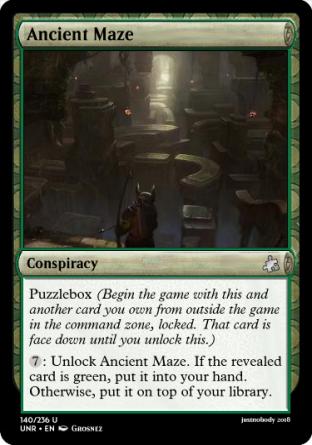 Ancient Maze
Conspiracy
Puzzlebox (Begin the game with this and
another card you own from outside the game
in the command zone, locked. That card is
face down until you unlock this.)
7: Unlock Ancient Maze. If the revealed
card is green, put it into your hand.
Otherwise, put it on top of your library.
140/236 U
UNR • EN Grosnez
justnobody 2018